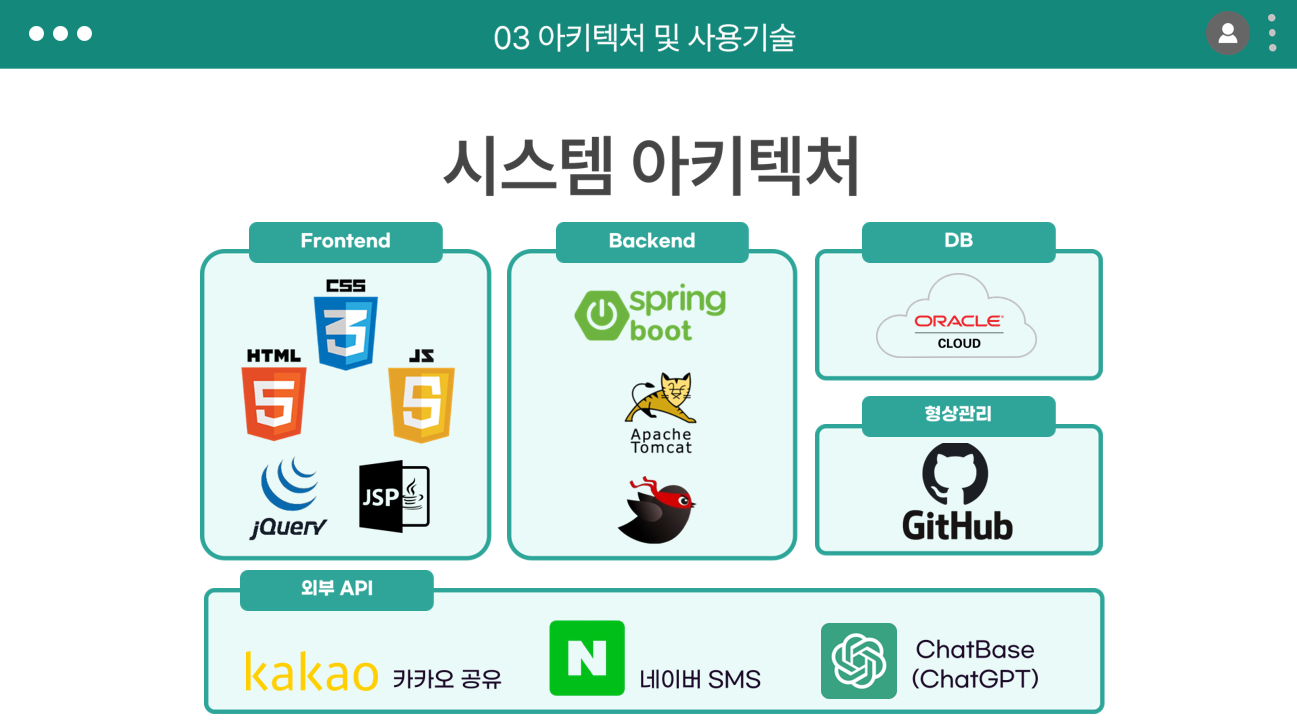 03 아키텍처 및 사용기술
시스템 아키텍처
Frontend
CSS
3
HTML
5
JS
5
jQuery
JSP
Backend
spring
boot
Apache
Tomcat
DB
ORACLE
CLOUD
형상관리
GitHub
외부 API
kakao 카카오 공유
N
네이버 SMS
ChatBase
(ChatGPT)